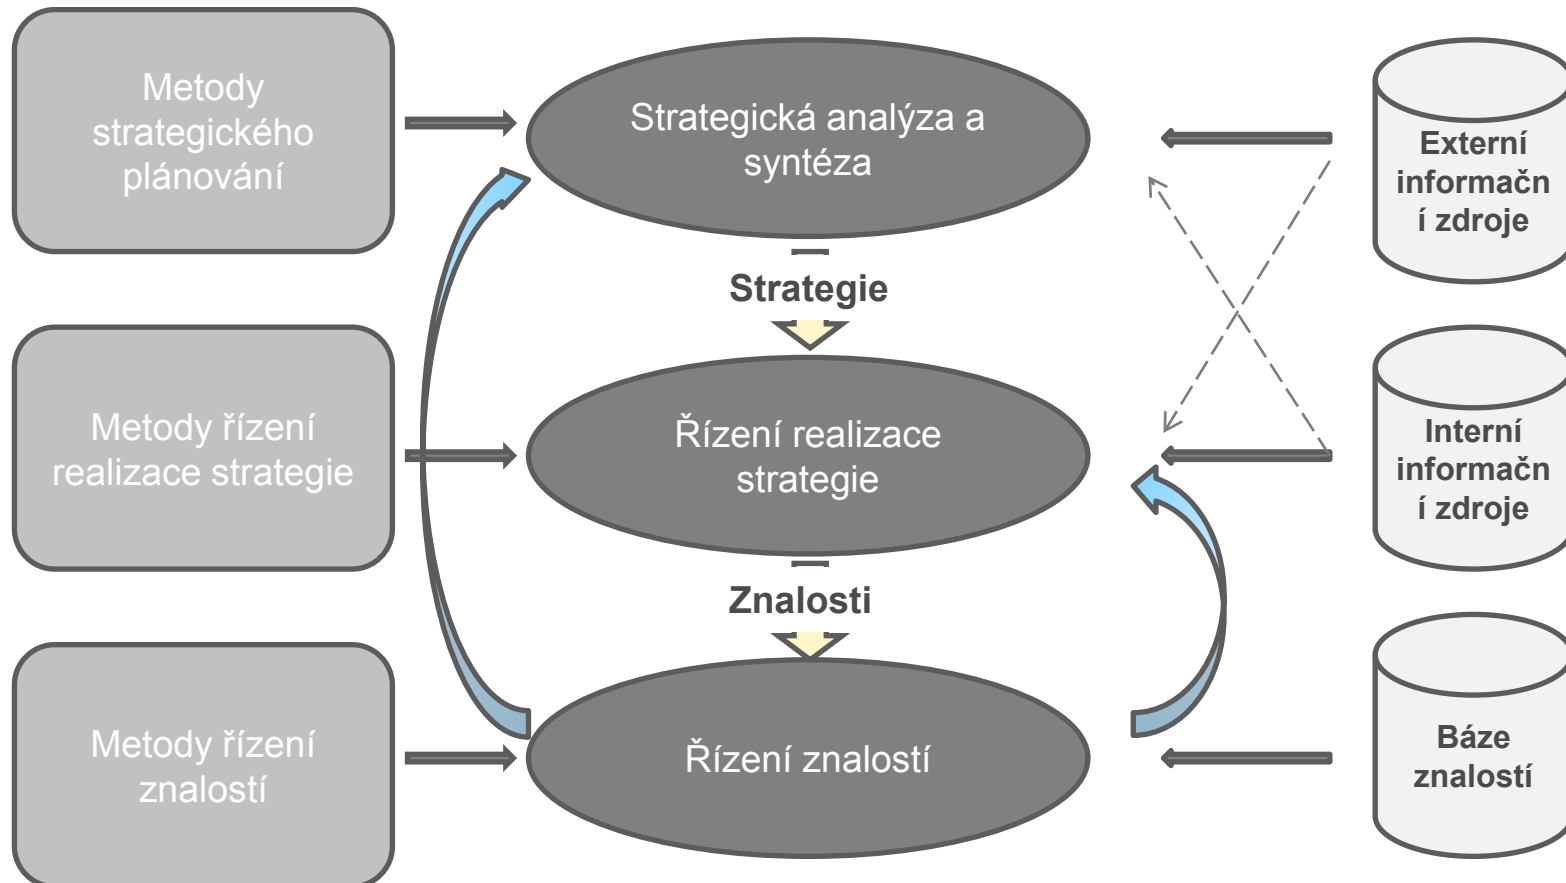 Metody
strategického
plánování
Strategická analýza a
syntéza
Externí
informačn
í zdroje
Strategie
Metody řízení
realizace strategie
Řízení realizace
strategie
Interní
informačn
í zdroje
Znalosti
Metody řízení
znalostí
Řízení znalostí
Báze
znalostí